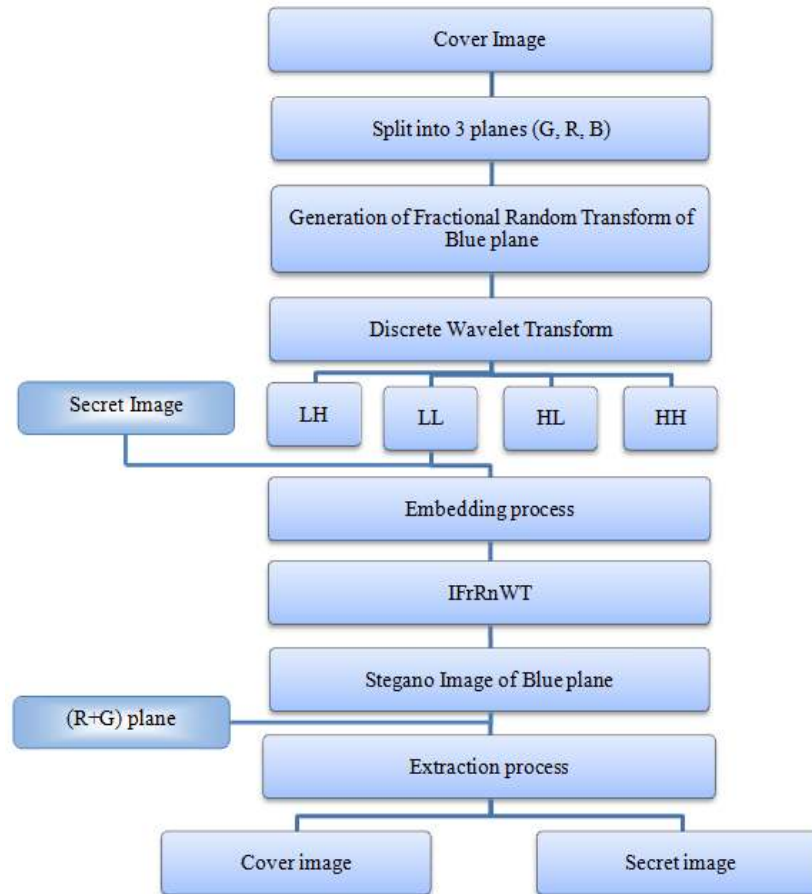 Cover Image
Split into 3 planes (G, R, B)
Generation of Fractional Random Transform of
Blue plane
Discrete Wavelet Transform
Secret Image
LH
LL
HL
HH
Embedding process
IFrRnWT
Stegano Image of Blue plane
(R+G) plane
Extraction process
Cover image
Secret image